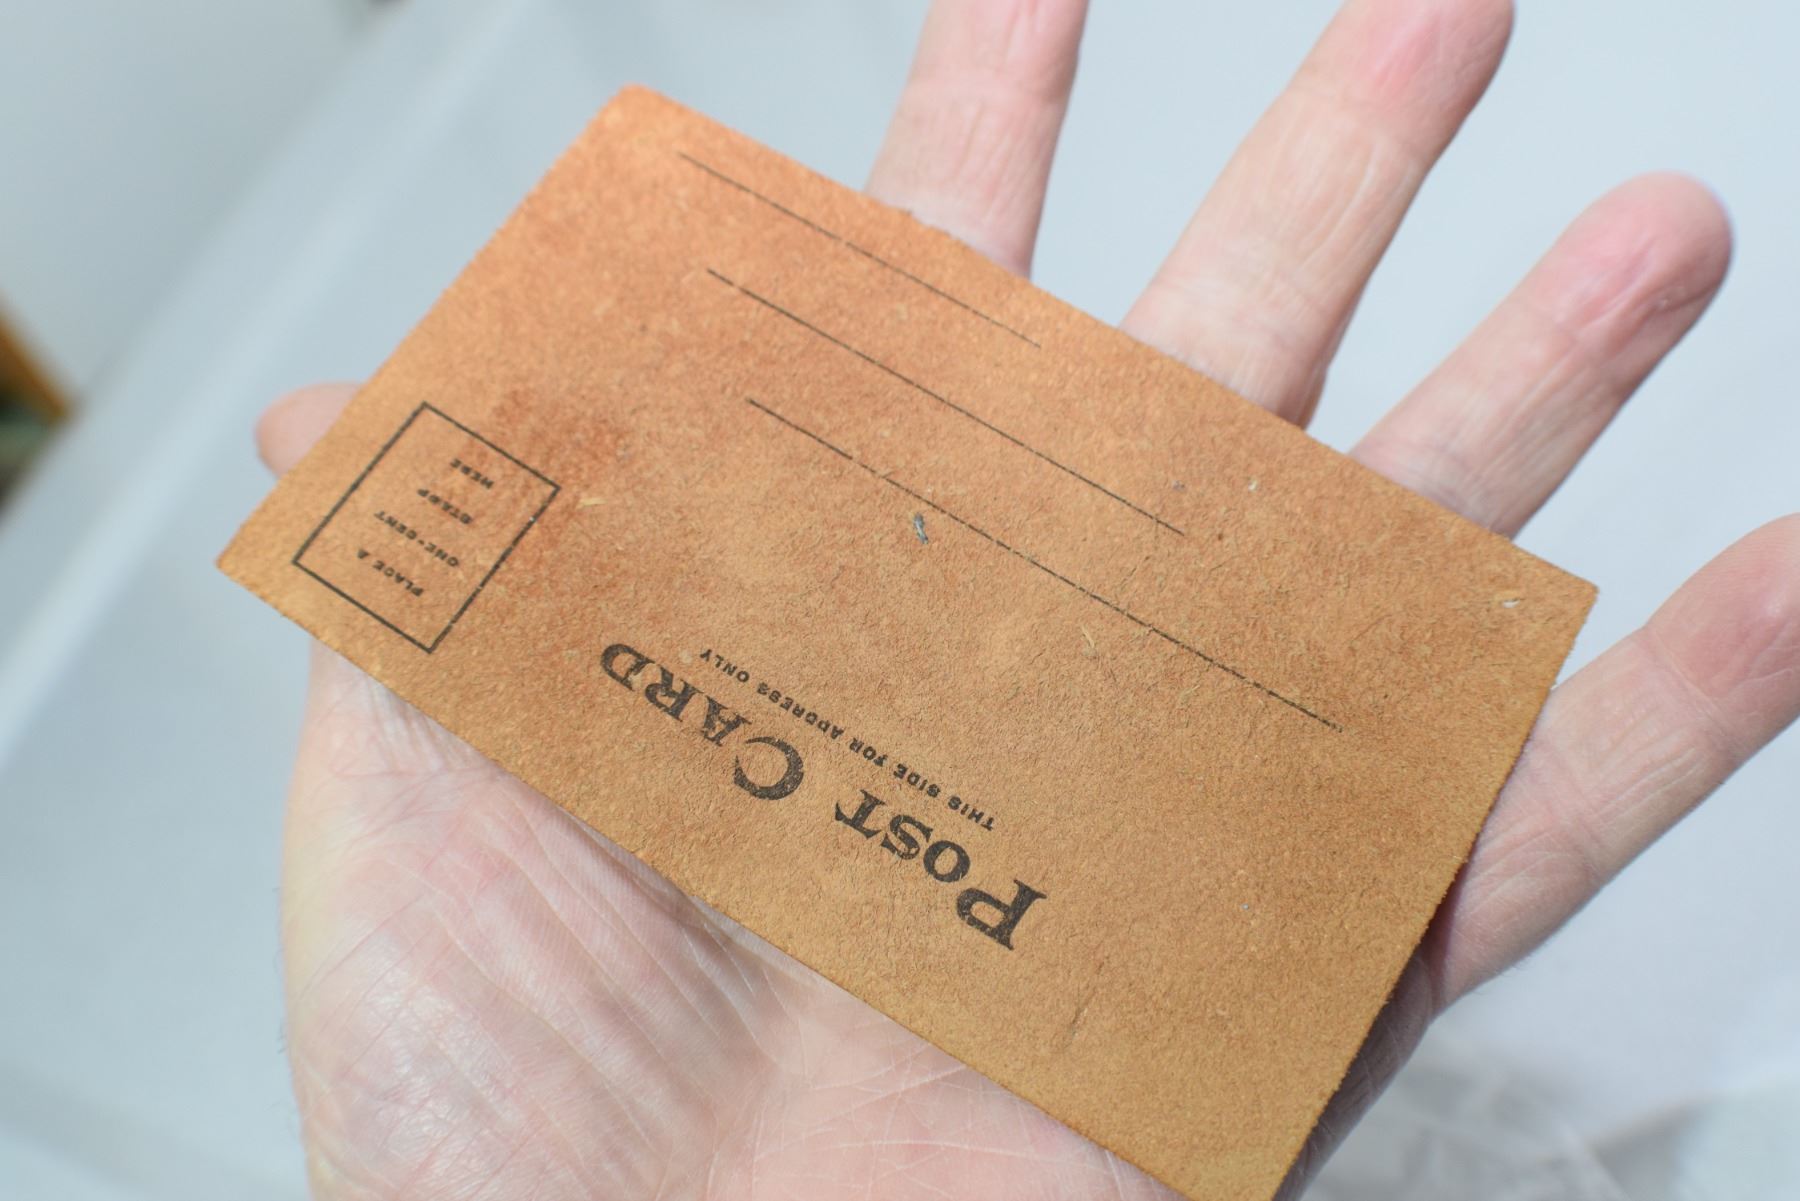 POST CARD
THIS SIDE FOR ADDRESS ONLY
PLACE A
ONE-CENT
STAMP
HERE